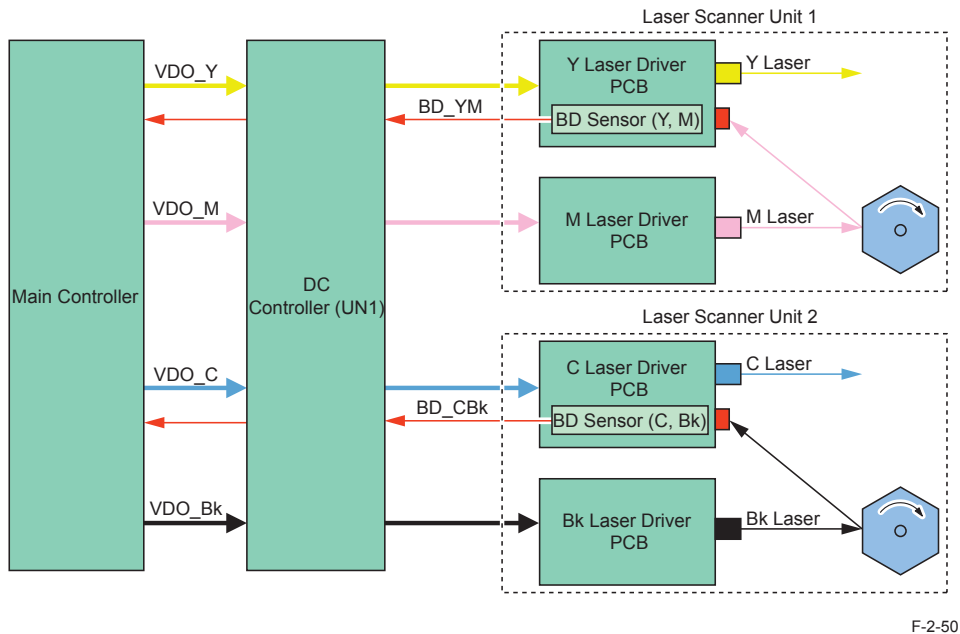 Laser Scanner Unit 1
VDO_Y
Y Laser Driver
PCB
Y Laser
BD_YM
BD Sensor (Y, M)
VDO_M
M Laser Driver
PCB
M Laser
Main Controller
DC
Controller (UN1)
Laser Scanner Unit 2
VDO_C
C Laser Driver
PCB
C Laser
BD_CBk
BD Sensor (C, Bk)
VDO_Bk
Bk Laser Driver
PCB
Bk Laser
F-2-50